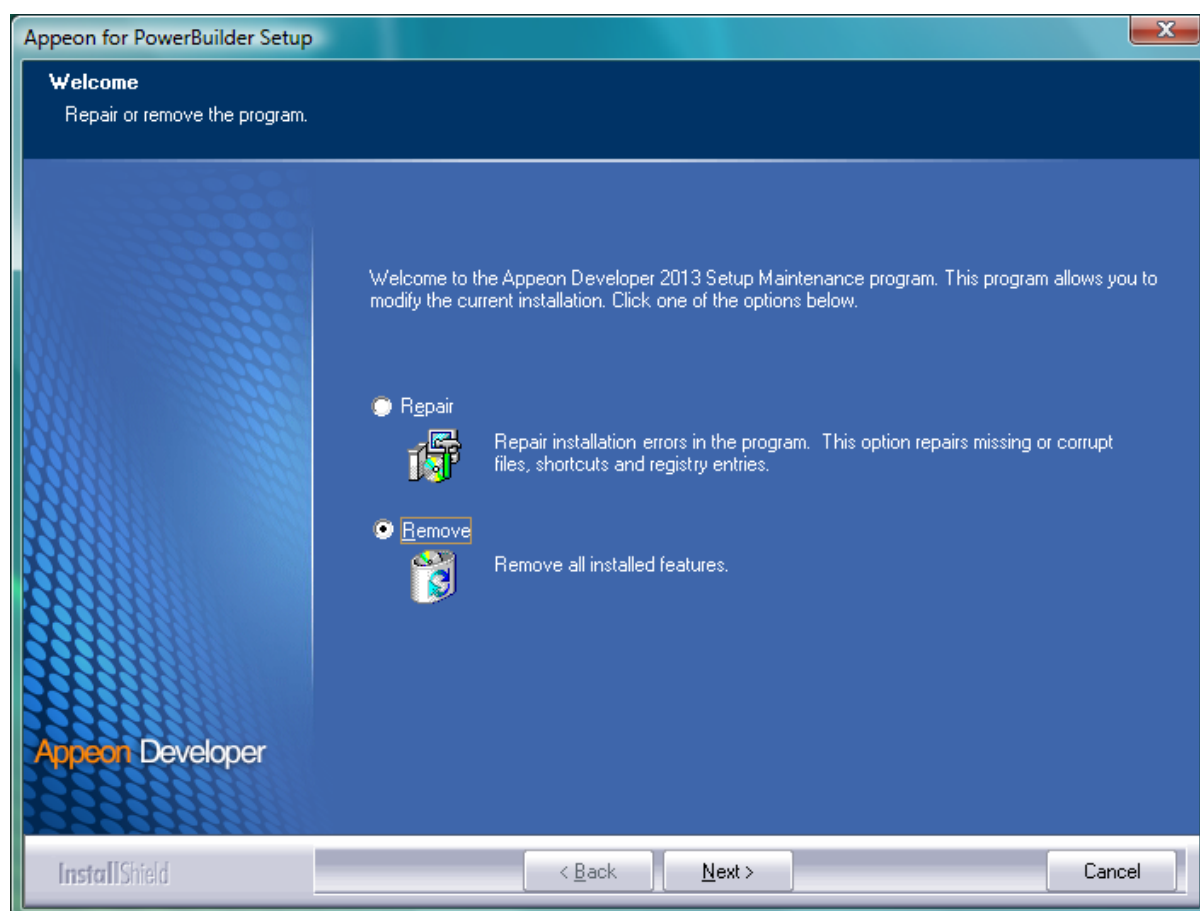 Appeon for PowerBuilder Setup
Welcome
Repair or remove the program.
Welcome to the Appeon Developer 2013 Setup Maintenance program. This program allows you to
modify the current installation. Click one of the options below.
Repair
Repair installation errors in the program. This option repairs missing or corrupt
files, shortcuts and registry entries.
Remove
Remove all installed features.
Appeon Developer
InstallShield
< Back
Next >
Cancel